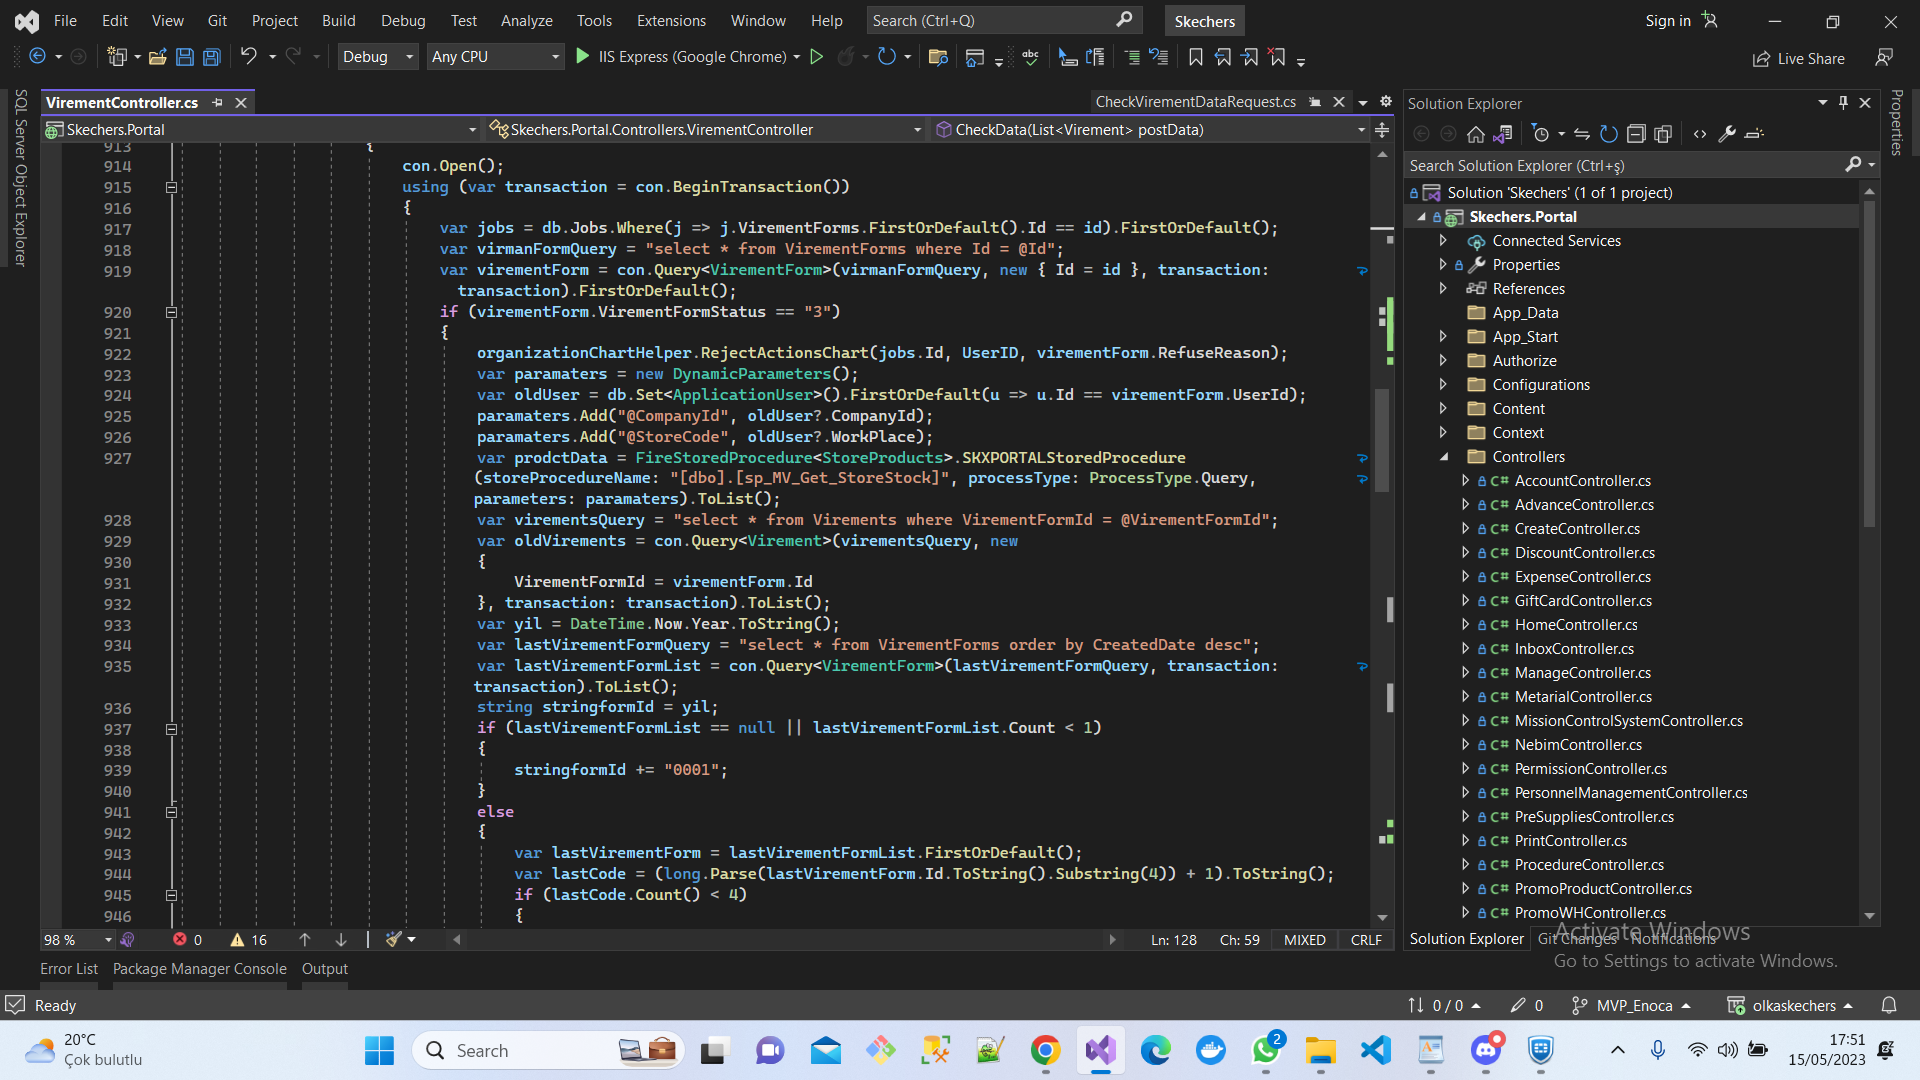 File Edit View Git Project Build Debug Test Analyze Tools Extensions Window Help Search (Ctrl+Q) Skechers Sign in
Debug Any CPU IIS Express (Google Chrome) Live Share
SQL Server Object Explorer
VirementController.cs CheckVirementDataRequest.cs
Skechers.Portal Skechers.Portal.Controllers.VirementController CheckData(List<Virement> postData)
913 {
914 con.Open();
915 using (var transaction = con.BeginTransaction())
916 {
917 var jobs = db.Jobs.Where(j => j.VirementForms.FirstOrDefault().Id == id).FirstOrDefault();
918 var virmanFormQuery = "select * from VirementForms where Id = @Id";
919 var virementForm = con.Query<VirementForm>(virmanFormQuery, new { Id = id }, transaction:
transaction).FirstOrDefault();
920 if (virementForm.VirementFormStatus == "3")
921 {
922 organizationChartHelper.RejectActionsChart(jobs.Id, UserID, virementForm.RefuseReason);
923 var paramaters = new DynamicParameters();
924 var oldUser = db.Set<ApplicationUser>().FirstOrDefault(u => u.Id == virementForm.UserId);
925 paramaters.Add("@CompanyId", oldUser?.CompanyId);
926 paramaters.Add("@StoreCode", oldUser?.WorkPlace);
927 var prodctData = FireStoredProcedure<StoreProducts>.SKXPORTALStoredProcedure
(storeProcedureName: "[dbo].[sp_MV_Get_StoreStock]", processType: ProcessType.Query,
parameters: paramaters).ToList();
928 var virementsQuery = "select * from Virements where VirementFormId = @VirementFormId";
929 var oldVirements = con.Query<Virement>(virementsQuery, new
930 {
931 VirementFormId = virementForm.Id
932 }, transaction: transaction).ToList();
933 var yil = DateTime.Now.Year.ToString();
934 var lastVirementFormQuery = "select * from VirementForms order by CreatedDate desc";
935 var lastVirementFormList = con.Query<VirementForm>(lastVirementFormQuery, transaction:
transaction).ToList();
936 string stringformId = yil;
937 if (lastVirementFormList == null || lastVirementFormList.Count < 1)
938 {
939 stringformId += "0001";
940 }
941 else
942 {
943 var lastVirementForm = lastVirementFormList.FirstOrDefault();
944 var lastCode = (long.Parse(lastVirementForm.Id.ToString().Substring(4)) + 1).ToString();
945 if (lastCode.Count() < 4)
946 {
98 % 0 16 Ln: 128 Ch: 59 MIXED CRLF
Error List Package Manager Console Output
Solution Explorer
Search Solution Explorer (Ctrl+ş)
Solution 'Skechers' (1 of 1 project)
Skechers.Portal
Connected Services
Properties
References
App_Data
App_Start
Authorize
Configurations
Content
Context
Controllers
C# AccountController.cs
C# AdvanceController.cs
C# CreateController.cs
C# DiscountController.cs
C# ExpenseController.cs
C# GiftCardController.cs
C# HomeController.cs
C# InboxController.cs
C# ManageController.cs
C# MetarialController.cs
C# MissionControlSystemController.cs
C# NebimController.cs
C# PermissionController.cs
C# PersonnelManagementController.cs
C# PreSuppliesController.cs
C# PrintController.cs
C# ProcedureController.cs
C# PromoProductController.cs
C# PromoWHController.cs
Solution Explorer Git Changes Notifications
Properties
Activate Windows
Go to Settings to activate Windows.
Ready 0 / 0 0 MVP_Enoca olkaskechers
20°C
Çok bulutlu
Search
2
17:51
15/05/2023